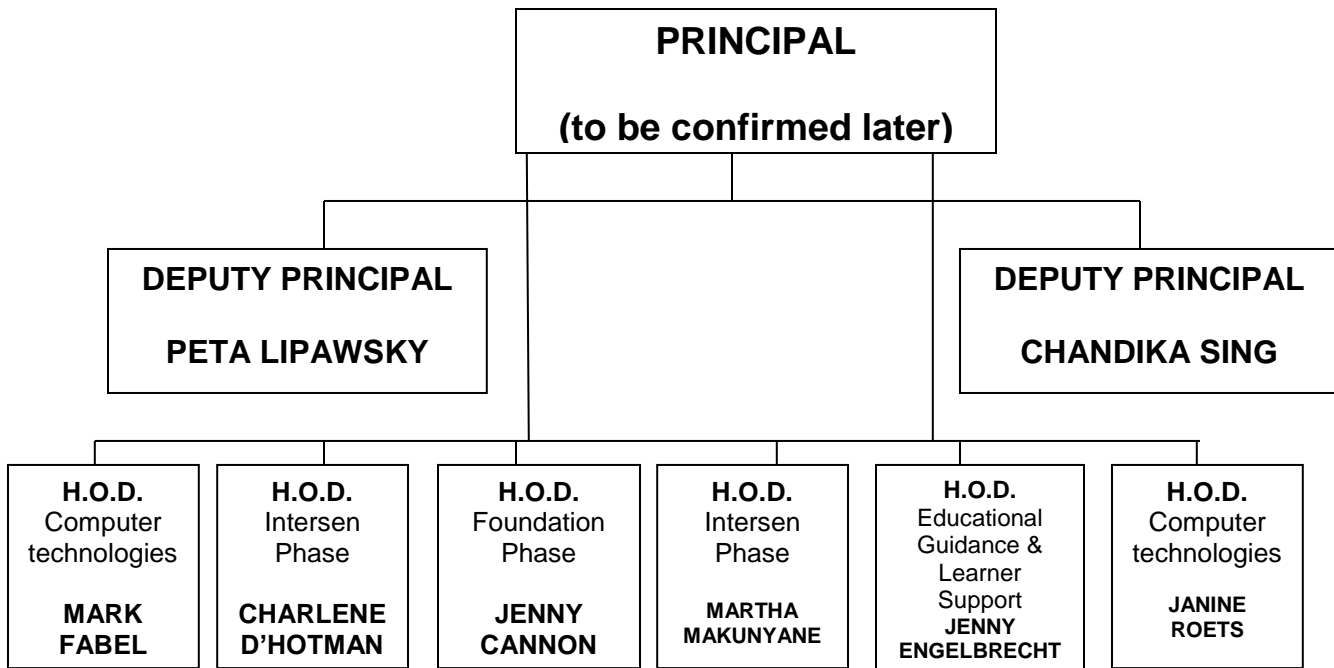 PRINCIPAL
(to be confirmed later)
DEPUTY PRINCIPAL
PETA LIPAWSKY
DEPUTY PRINCIPAL
CHANDIKA SING
H.O.D.
Computer
technologies
MARK
FABEL
H.O.D.
Intersen
Phase
CHARLENE
D’HOTMAN
H.O.D.
Foundation
Phase
JENNY
CANNON
H.O.D.
Intersen
Phase
MARTHA
MAKUNYANE
H.O.D.
Educational
Guidance &
Learner
Support
JENNY
ENGELBRECHT
H.O.D.
Computer
technologies
JANINE
ROETS